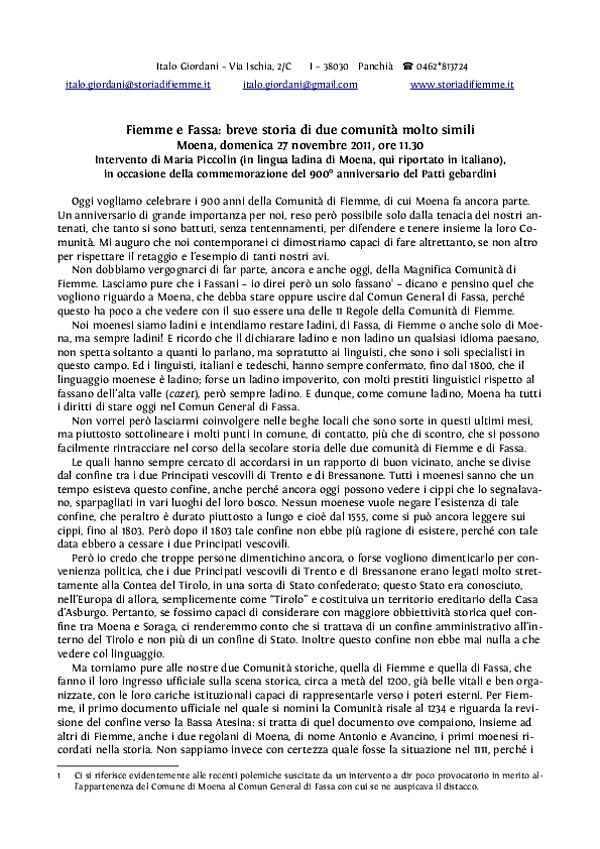 Italo Giordani – Via Ischia, 2/C I – 38030 Panchià ☎ 0462*813724
italo.giordani@storiadifiemme.it italo.giordani@gmail.com www.storiadifiemme.it
Fiemme e Fassa: breve storia di due comunità molto simili
Moena, domenica 27 novembre 2011, ore 11.30
Intervento di Maria Piccolin (in lingua ladina di Moena, qui riportato in italiano),
in occasione della commemorazione del 900° anniversario del Patti gebardini
Oggi vogliamo celebrare i 900 anni della Comunità di Fiemme, di cui Moena fa ancora parte.
Un anniversario di grande importanza per noi, reso però possibile solo dalla tenacia dei nostri an-
tenati, che tanto si sono battuti, senza tentennamenti, per difendere e tenere insieme la loro Co-
munità. Mi auguro che noi contemporanei ci dimostriamo capaci di fare altrettanto, se non altro
per rispettare il retaggio e l'esempio di tanti nostri avi.
Non dobbiamo vergognarci di far parte, ancora e anche oggi, della Magnifica Comunità di
Fiemme. Lasciamo pure che i Fassani – io direi però un solo fassano¹ – dicano e pensino quel che
vogliono riguardo a Moena, che debba stare oppure uscire dal Comun General di Fassa, perché
questo ha poco a che vedere con il suo essere una delle 11 Regole della Comunità di Fiemme.
Noi moenesi siamo ladini e intendiamo restare ladini, di Fassa, di Fiemme o anche solo di Moe-
na, ma sempre ladini! E ricordo che il dichiarare ladino e non ladino un qualsiasi idioma paesano,
non spetta soltanto a quanti lo parlano, ma sopratutto ai linguisti, che sono i soli specialisti in
questo campo. Ed i linguisti, italiani e tedeschi, hanno sempre confermato, fino dal 1800, che il
linguaggio moenese è ladino; forse un ladino impoverito, con molti prestiti linguistici rispetto al
fassano dell'alta valle (cazet), però sempre ladino. E dunque, come comune ladino, Moena ha tutti
i diritti di stare oggi nel Comun General di Fassa.
Non vorrei però lasciarmi coinvolgere nelle beghe locali che sono sorte in questi ultimi mesi,
ma piuttosto sottolineare i molti punti in comune, di contatto, più che di scontro, che si possono
facilmente rintracciare nel corso della secolare storia delle due comunità di Fiemme e di Fassa.
Le quali hanno sempre cercato di accordarsi in un rapporto di buon vicinato, anche se divise
dal confine tra i due Principati vescovili di Trento e di Bressanone. Tutti i moenesi sanno che un
tempo esisteva questo confine, anche perché ancora oggi possono vedere i cippi che lo segnalava-
no, sparpagliati in vari luoghi del loro bosco. Nessun moenese vuole negare l'esistenza di tale
confine, che peraltro è durato piuttosto a lungo e cioè dal 1555, come si può ancora leggere sui
cippi, fino al 1803. Però dopo il 1803 tale confine non ebbe più ragione di esistere, perché con tale
data ebbero a cessare i due Principati vescovili.
Però io credo che troppe persone dimentichino ancora, o forse vogliono dimenticarlo per con-
venienza politica, che i due Principati vescovili di Trento e di Bressanone erano legati molto stret-
tamente alla Contea del Tirolo, in una sorta di Stato confederato; questo Stato era conosciuto,
nell'Europa di allora, semplicemente come "Tirolo" e costituiva un territorio ereditario della Casa
d'Asburgo. Pertanto, se fossimo capaci di considerare con maggiore obbiettività storica quel con-
fine tra Moena e Soraga, ci renderemmo conto che si trattava di un confine amministrativo all'in-
terno del Tirolo e non più di un confine di Stato. Inoltre questo confine non ebbe mai nulla a che
vedere col linguaggio.
Ma torniamo pure alle nostre due Comunità storiche, quella di Fiemme e quella di Fassa, che
fanno il loro ingresso ufficiale sulla scena storica, circa a metà del 1200, già belle vitali e ben orga-
nizzate, con le loro cariche istituzionali capaci di rappresentarle verso i poteri esterni. Per Fiem-
me, il primo documento ufficiale nel quale si nomini la Comunità risale al 1234 e riguarda la revi-
sione del confine verso la Bassa Atesina: si tratta di quel documento ove compaiono, insieme ad
altri di Fiemme, anche i due regolani di Moena, di nome Antonio e Avancino, i primi moenesi ri-
cordati nella storia. Non sappiamo invece con certezza quale fosse la situazione nel 1111, perché i
1 Ci si riferisce evidentemente alle recenti polemiche suscitate da un intervento a dir poco provocatorio in merito al-
l'appartenenza del Comune di Moena al Comun General di Fassa con cui se ne auspicava il distacco.